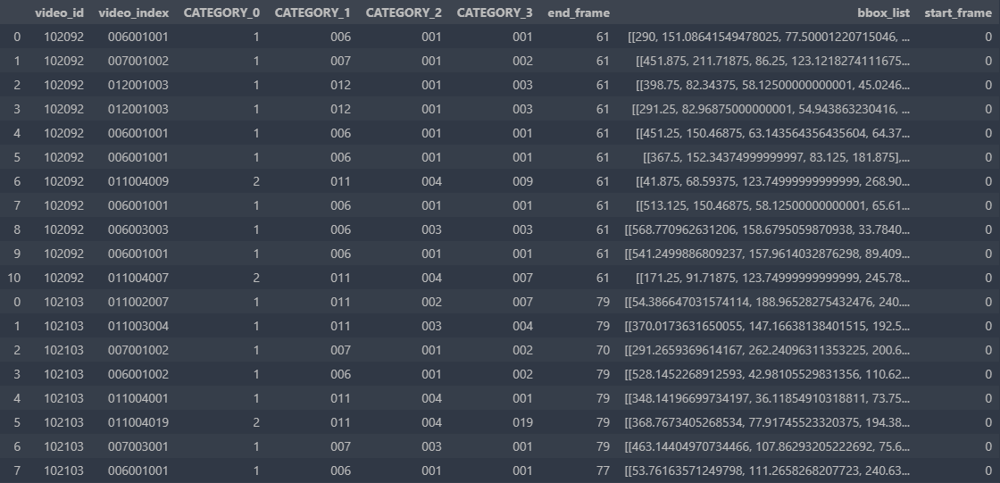 video_id video_index CATEGORY_0 CATEGORY_1 CATEGORY_2 CATEGORY_3 end_frame bbox_list start_frame
0 102092 006001001 1 006 001 001 61 [[290, 151.08641549478025, 77.50001220715046, ... 0
1 102092 007001002 1 007 001 002 61 [[451.875, 211.71875, 86.25, 123.1218274111675... 0
2 102092 012001003 1 012 001 003 61 [[398.75, 82.34375, 58.12500000000001, 45.0246... 0
3 102092 012001003 1 012 001 003 61 [[291.25, 82.96875000000001, 54.943863230416, ... 0
4 102092 006001001 1 006 001 001 61 [[451.25, 150.46875, 63.143564356435604, 64.37... 0
5 102092 006001001 1 006 001 001 61 [[367.5, 152.34374999999997, 83.125, 181.875],... 0
6 102092 011004009 2 011 004 009 61 [[41.875, 68.59375, 123.74999999999999, 268.90... 0
7 102092 006001001 1 006 001 001 61 [[513.125, 150.46875, 58.12500000000001, 65.61... 0
8 102092 006003003 1 006 003 003 61 [[568.770962631206, 158.6795059870938, 33.7840... 0
9 102092 006001001 1 006 001 001 61 [[541.2499886809237, 157.9614032876298, 89.409... 0
10 102092 011004007 2 011 004 007 61 [[171.25, 91.71875, 123.74999999999999, 245.78... 0
0 102103 011002007 1 011 002 007 79 [[54.386647031574114, 188.96528275432476, 240.... 0
1 102103 011003004 1 011 003 004 79 [[370.0173631650055, 147.16638138401515, 192.5... 0
2 102103 007001002 1 007 001 002 70 [[291.2659369614167, 262.24096311353225, 200.6... 0
3 102103 006001002 1 006 001 002 79 [[528.1452268912593, 42.98105529831356, 110.62... 0
4 102103 011004001 1 011 004 001 79 [[348.14196699734197, 36.11854910318811, 73.75... 0
5 102103 011004019 2 011 004 019 79 [[368.7673405268534, 77.91745523320375, 194.38... 0
6 102103 007003001 1 007 003 001 79 [[463.14404970734466, 107.86293205222692, 75.6... 0
7 102103 006001001 1 006 001 001 77 [[53.76163571249798, 111.2658268207723, 240.63... 0